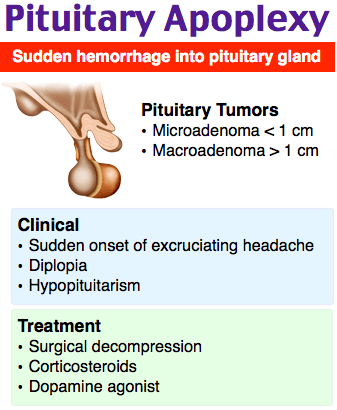 Pituitary Apoplexy
Sudden hemorrhage into pituitary gland
Pituitary Tumors
• Microadenoma < 1 cm
• Macroadenoma > 1 cm
Clinical
• Sudden onset of excruciating headache
• Diplopia
• Hypopituitarism
Treatment
• Surgical decompression
• Corticosteroids
• Dopamine agonist